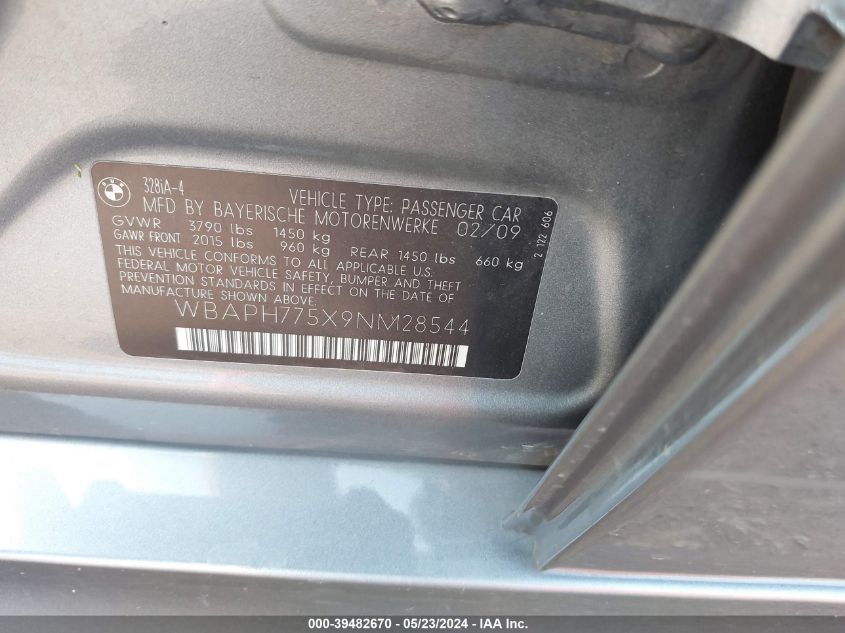 BMW
328iA-4
VEHICLE TYPE: PASSENGER CAR
MFD BY BAYERISCHE MOTORENWERKE 02/09
GVWR 3790 lbs 1450 kg
GAWR FRONT 2015 lbs 960 kg REAR 1450 lbs 660 kg
THIS VEHICLE CONFORMS TO ALL APPLICABLE U.S.
FEDERAL MOTOR VEHICLE SAFETY, BUMPER AND THEFT
PREVENTION STANDARDS IN EFFECT ON THE DATE OF
MANUFACTURE SHOWN ABOVE.
WBAPH775X9NM28544
2 122 606
000-39482670 - 05/23/2024 - IAA Inc.